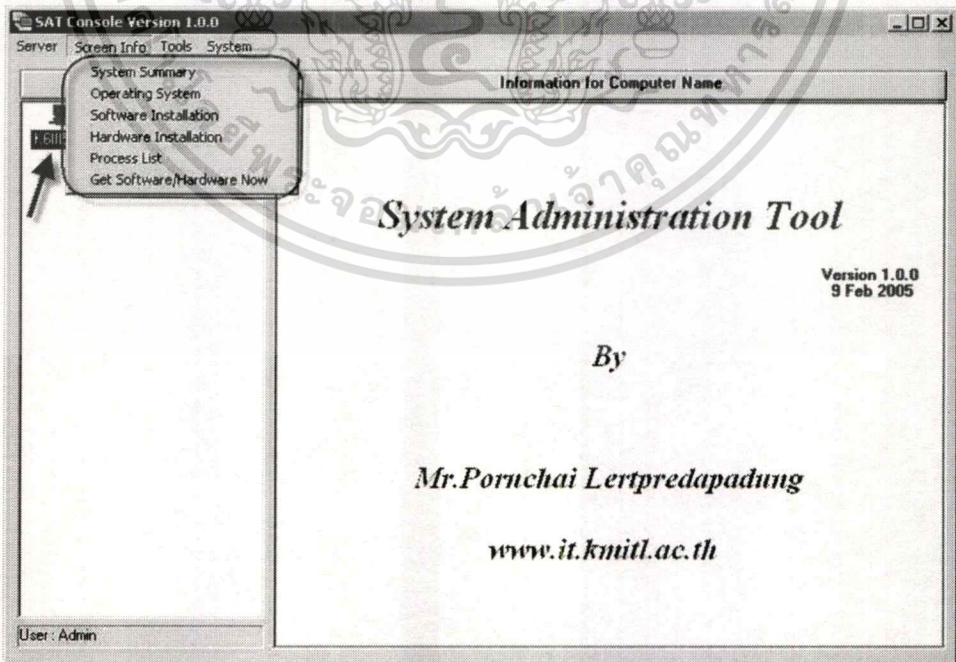 SAT Console Version 1.0.0
Server Screen Info Tools System
System Summary
Operating System
Software Installation
Hardware Installation
Process List
Get Software/Hardware Now
Information for Computer Name
System Administration Tool
Version 1.0.0
9 Feb 2005
By
Mr.Pornchai Lertpredapadung
www.it.kmitl.ac.th
User : Admin